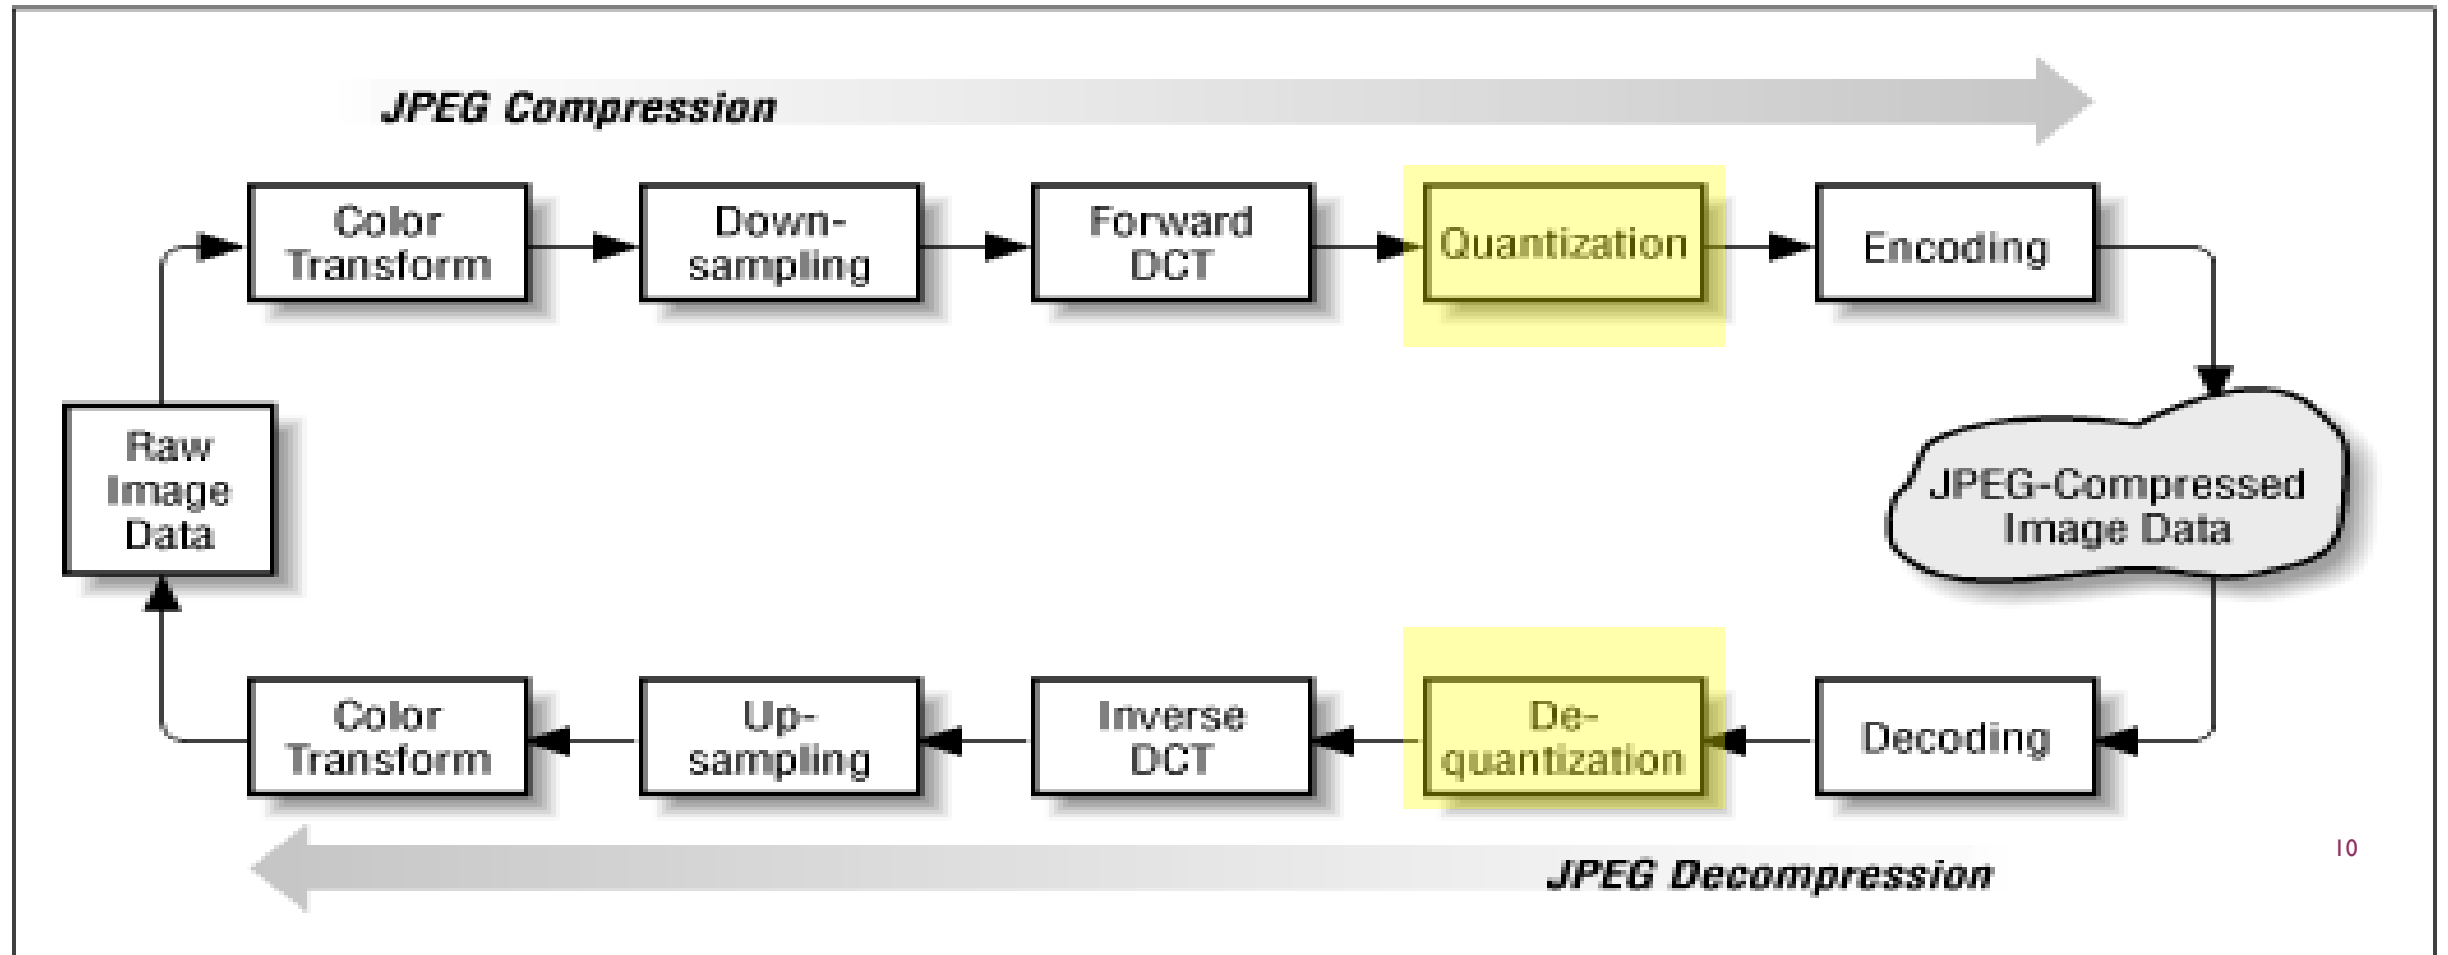 JPEG Compression
Color
Transform
Down-
sampling
Forward
DCT
Quantization
Encoding
Raw
Image
Data
JPEG-Compressed
Image Data
Color
Transform
Up-
sampling
Inverse
DCT
De-
quantization
Decoding
JPEG Decompression
10